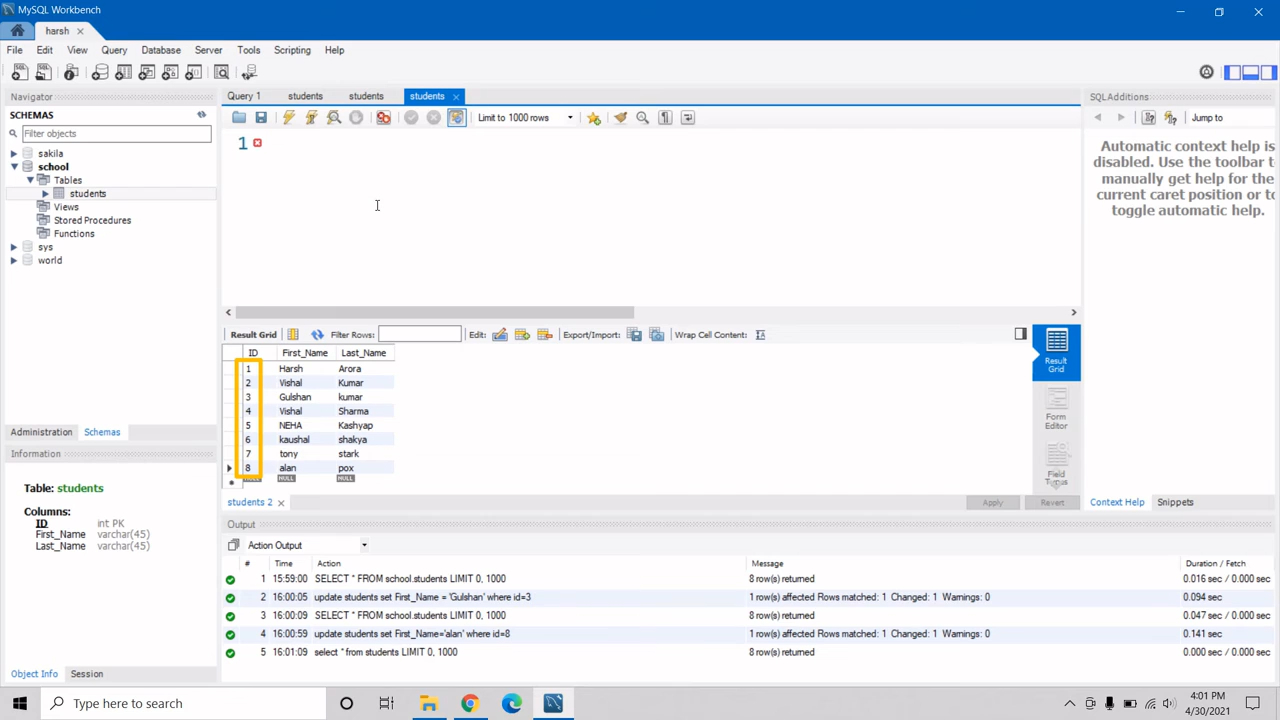 MySQL Workbench
harsh
File Edit View Query Database Server Tools Scripting Help
Navigator
SCHEMAS
Filter objects
sakila
school
Tables
students
Views
Stored Procedures
Functions
sys
world
Administration Schemas
Information
Table: students
Columns:
ID int PK
First_Name varchar(45)
Last_Name varchar(45)
Object Info Session
Query 1 students students students
Limit to 1000 rows
1
Result Grid Filter Rows: Edit: Export/Import: Wrap Cell Content:
ID First_Name Last_Name
1 Harsh Arora
2 Vishal Kumar
3 Gulshan kumar
4 Vishal Sharma
5 NEHA Kashyap
6 kaushal shakya
7 tony stark
8 alan pox
NULL NULL NULL
Result
Grid
Form
Editor
Field
students 2 Apply Revert
Output
Action Output
# Time Action Message Duration / Fetch
1 15:59:00 SELECT * FROM school.students LIMIT 0, 1000 8 row(s) returned 0.016 sec / 0.000 sec
2 16:00:05 update students set First_Name = 'Gulshan' where id=3 1 row(s) affected Rows matched: 1 Changed: 1 Warnings: 0 0.094 sec
3 16:00:09 SELECT * FROM school.students LIMIT 0, 1000 8 row(s) returned 0.047 sec / 0.000 sec
4 16:00:59 update students set First_Name='alan' where id=8 1 row(s) affected Rows matched: 1 Changed: 1 Warnings: 0 0.141 sec
5 16:01:09 select * from students LIMIT 0, 1000 8 row(s) returned 0.000 sec / 0.000 sec
SQLAdditions
Jump to
Automatic context help is
disabled. Use the toolbar to
manually get help for the
current caret position or to
toggle automatic help.
Context Help Snippets
Type here to search
4:01 PM
4/30/2021